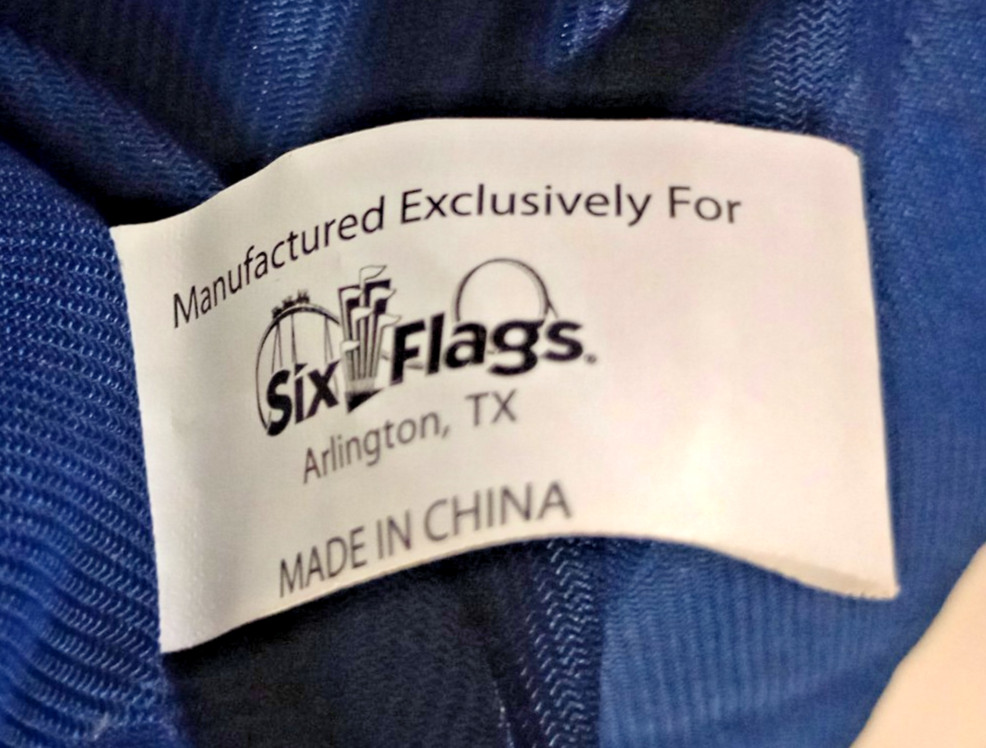 Manufactured Exclusively For
Six Flags
Arlington, TX
MADE IN CHINA